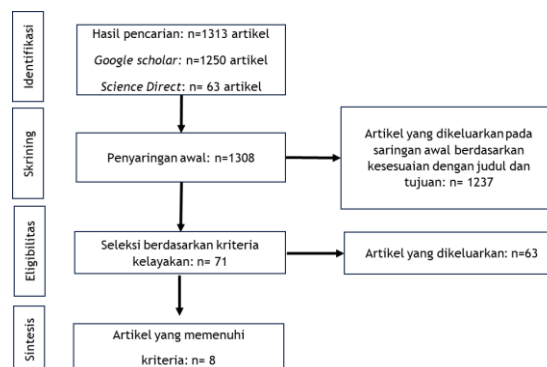 Identifikasi
Hasil pencarian: n=1313 artikel
Google scholar: n=1250 artikel
Science Direct: n= 63 artikel
Skrining
Penyaringan awal: n=1308
Artikel yang dikeluarkan pada
saringan awal berdasarkan
kesesuaian dengan judul dan
tujuan: n= 1237
Eligibilitas
Seleksi berdasarkan kriteria
kelayakan: n= 71
Artikel yang dikeluarkan: n=63
Sintesis
Artikel yang memenuhi
kriteria: n= 8